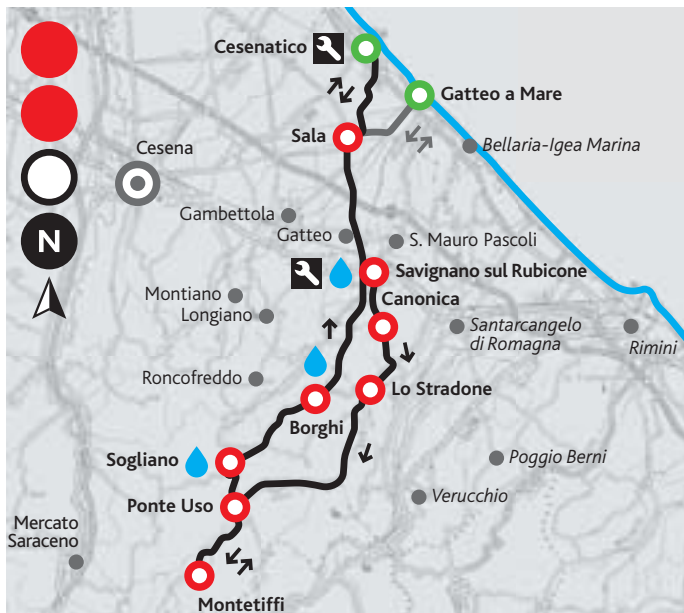 Cesenatico
Gatteo a Mare
Cesena
Sala
Bellaria-Igea Marina
N
Gambettola
Gatteo
S. Mauro Pascoli
Savignano sul Rubicone
Canonica
Montiano
Longiano
Santarcangelo
di Romagna
Rimini
Roncofreddo
Lo Stradone
Borghi
Sogliano
Poggio Berni
Ponte Uso
Verucchio
Mercato
Saraceno
Montetiffi